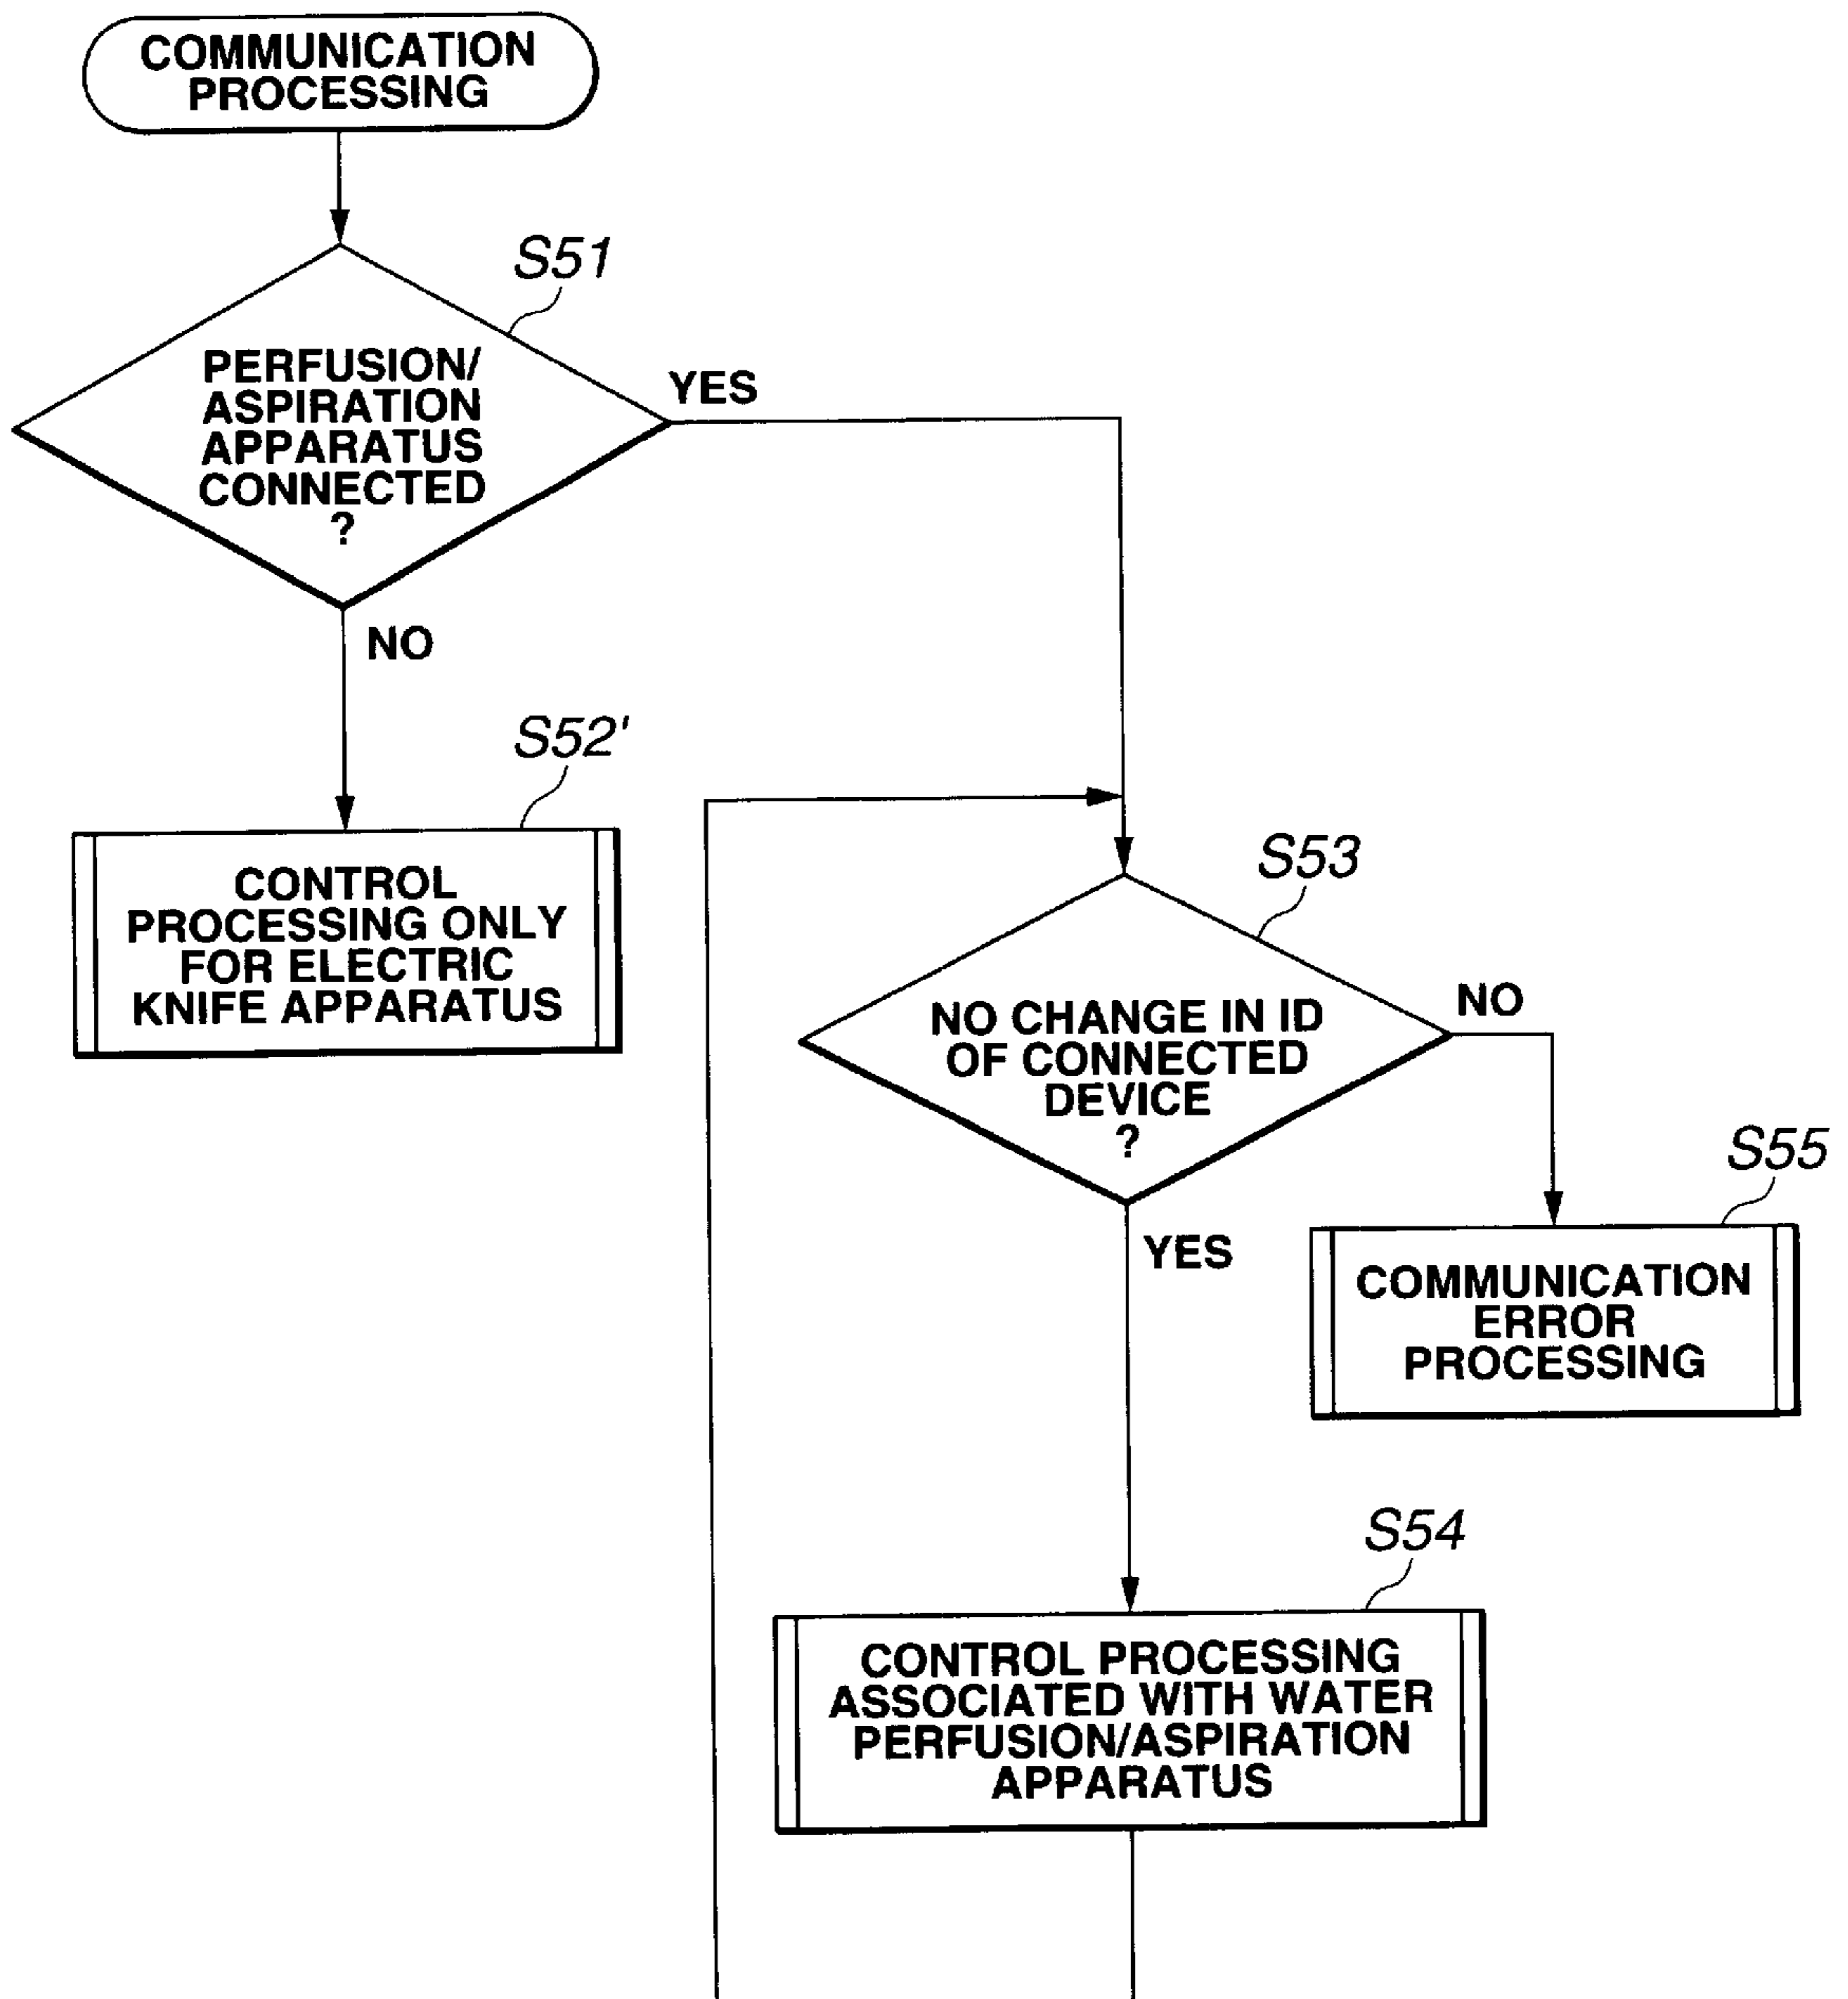 COMMUNICATION
PROCESSING
S51
PERFUSION/
ASPIRATION
APPARATUS
CONNECTED
?
YES
NO
S52'
CONTROL
PROCESSING ONLY
FOR ELECTRIC
KNIFE APPARATUS
S53
NO CHANGE IN ID
OF CONNECTED
DEVICE
?
NO
YES
S55
COMMUNICATION
ERROR
PROCESSING
S54
CONTROL PROCESSING
ASSOCIATED WITH WATER
PERFUSION/ASPIRATION
APPARATUS